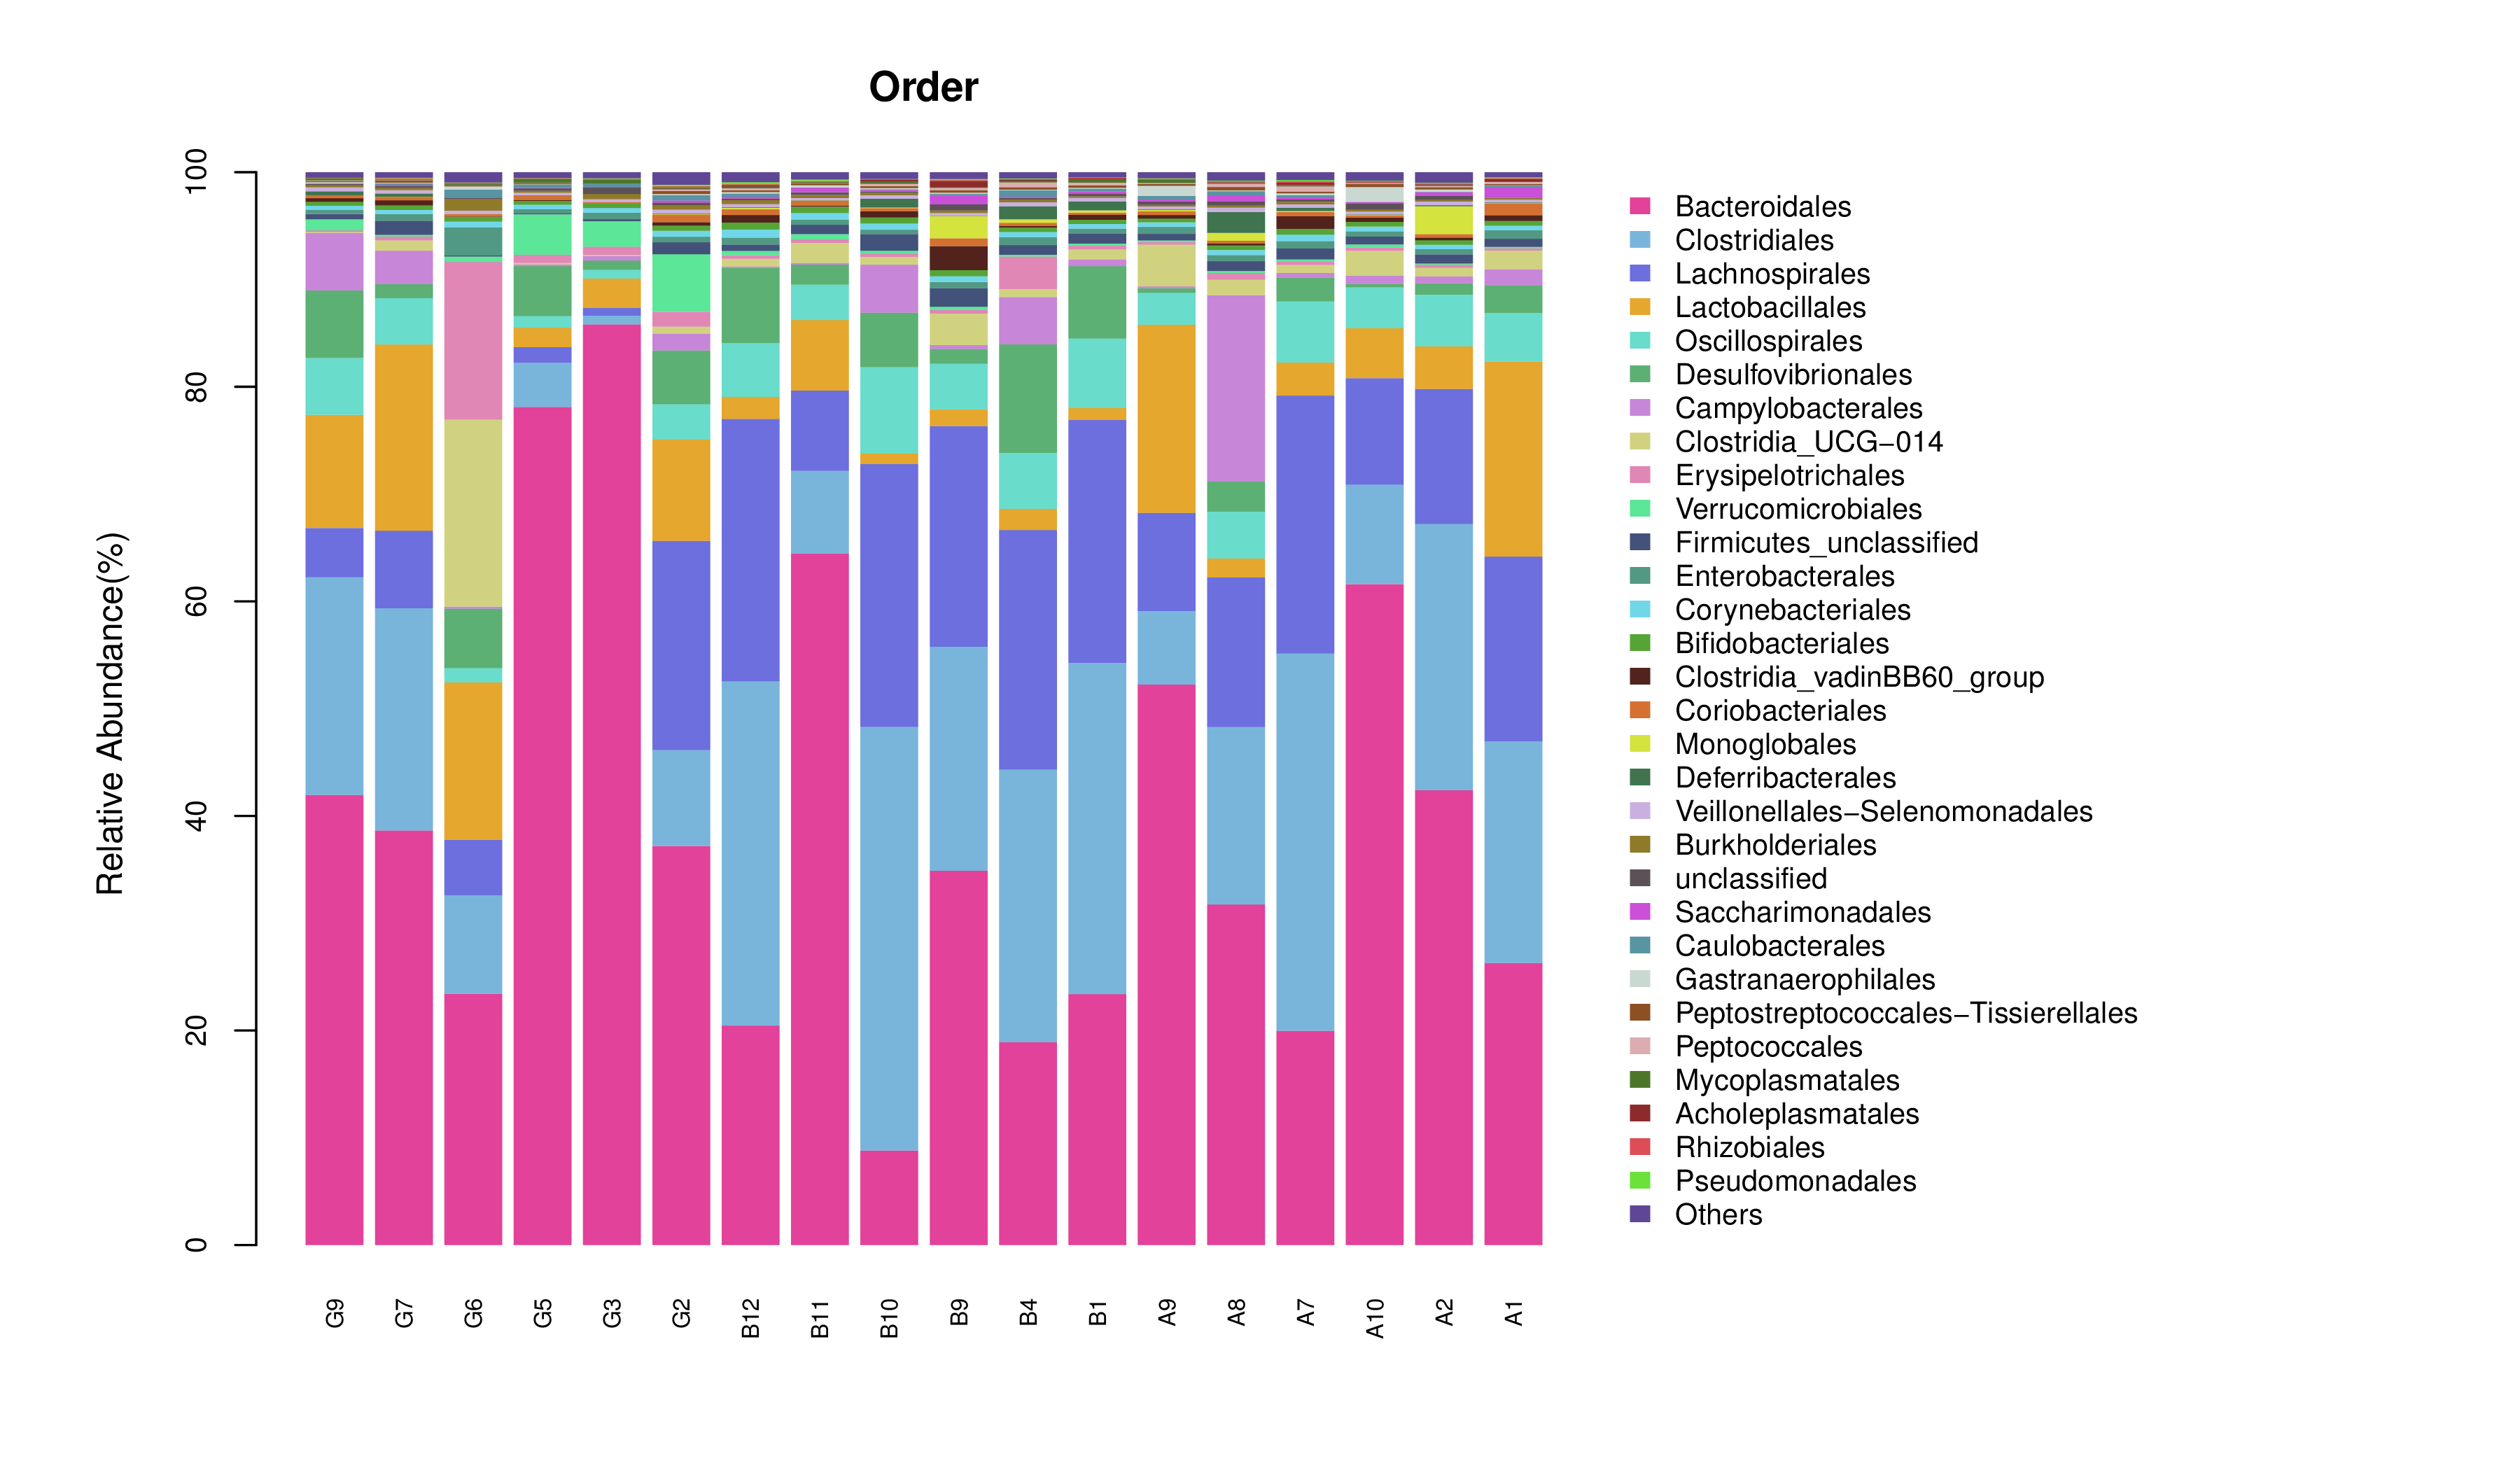 Order
Relative Abundance(%)
100
80
60
40
20
0
G9
G7
G6
G5
G3
G2
B12
B11
B10
B9
B4
B1
A9
A8
A7
A10
A2
A1
Bacteroidales
Clostridiales
Lachnospirales
Lactobacillales
Oscillospirales
Desulfovibrionales
Campylobacterales
Clostridia_UCG−014
Erysipelotrichales
Verrucomicrobiales
Firmicutes_unclassified
Enterobacterales
Corynebacteriales
Bifidobacteriales
Clostridia_vadinBB60_group
Coriobacteriales
Monoglobales
Deferribacterales
Veillonellales−Selenomonadales
Burkholderiales
unclassified
Saccharimonadales
Caulobacterales
Gastranaerophilales
Peptostreptococcales−Tissierellales
Peptococcales
Mycoplasmatales
Acholeplasmatales
Rhizobiales
Pseudomonadales
Others